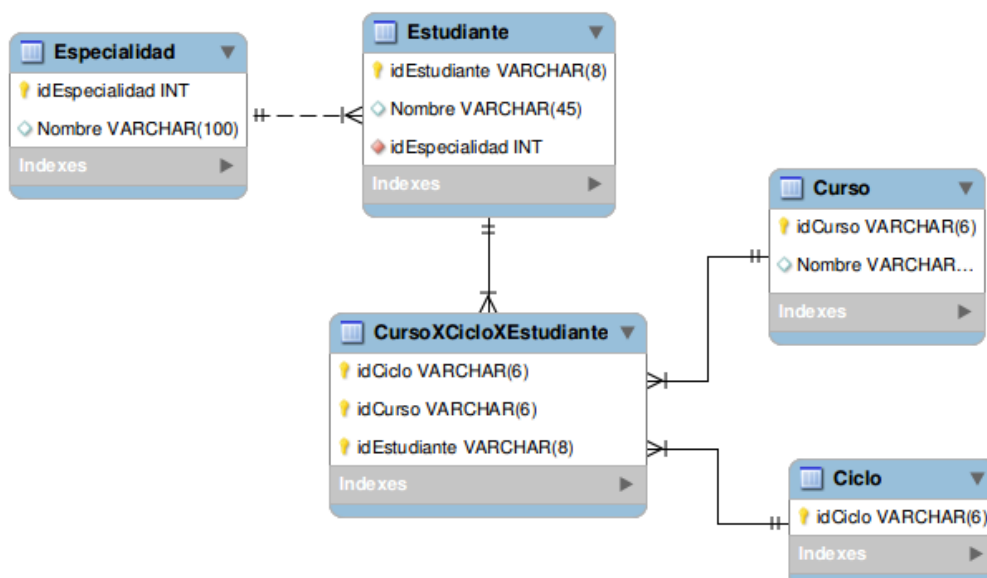 Especialidad
idEspecialidad INT
Nombre VARCHAR(100)
Indexes
Estudiante
idEstudiante VARCHAR(8)
Nombre VARCHAR(45)
idEspecialidad INT
Indexes
Curso
idCurso VARCHAR(6)
Nombre VARCHAR...
Indexes
CursoXCicloXEstudiante
idCiclo VARCHAR(6)
idCurso VARCHAR(6)
idEstudiante VARCHAR(8)
Indexes
Ciclo
idCiclo VARCHAR(6)
Indexes